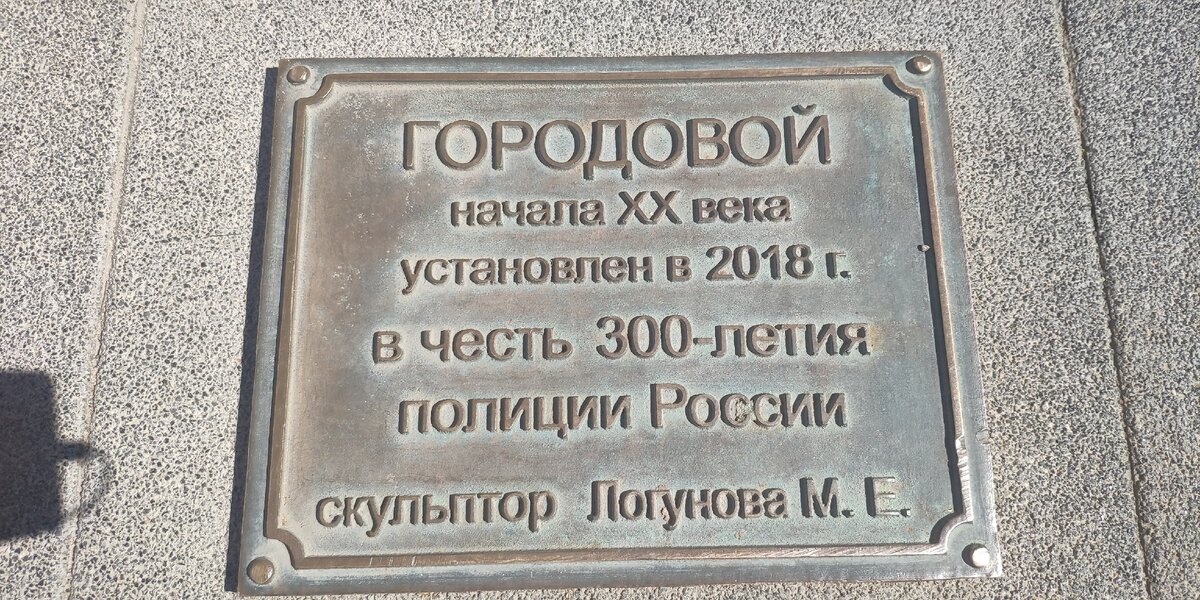 ГОРОДОВОЙ
начала XX века
установлен в 2018 г.
в честь 300-летия
полиции России
скульптор Логунова М. Е.